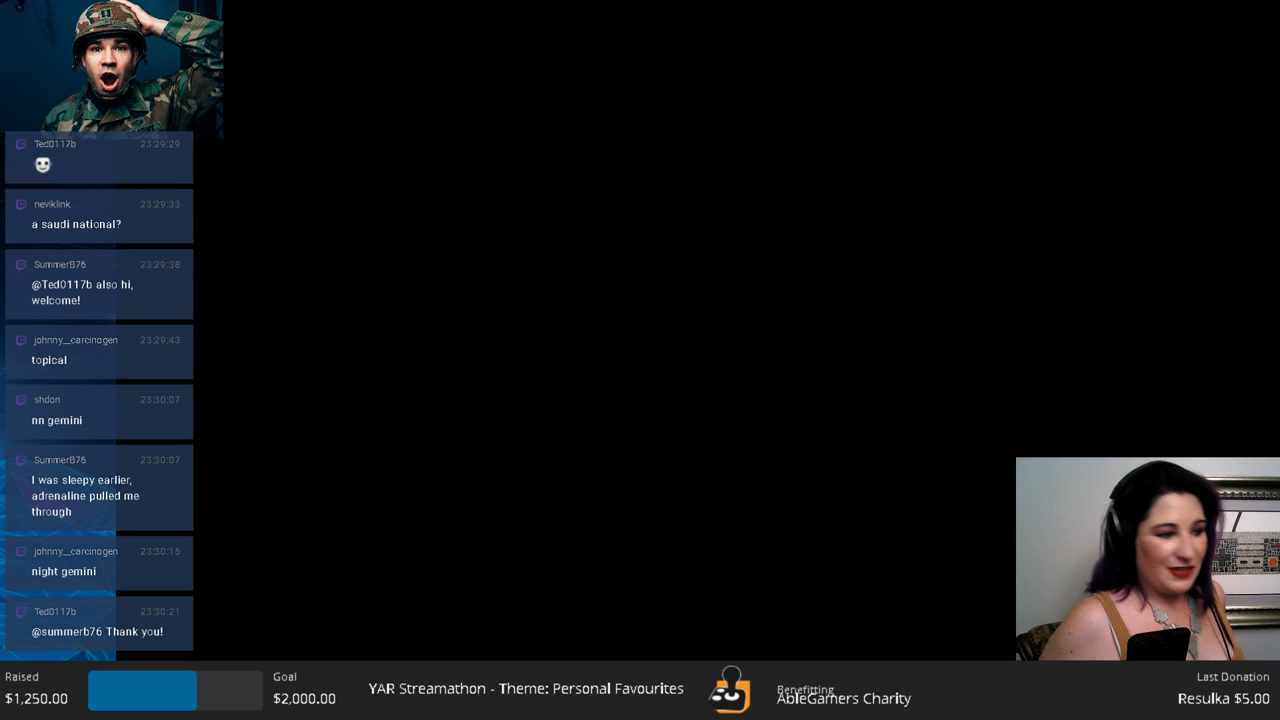 Ted0117b 23:29:29
neviklink 23:29:33
a saudi national?
SummerB76 23:29:38
@Ted0117b also hi,
welcome!
johnny__carcinogen 23:29:43
topical
shdon 23:30:07
nn gemini
SummerB76 23:30:07
I was sleepy earlier,
adrenaline pulled me
through
johnny__carcinogen 23:30:15
night gemini
Ted0117b 23:30:21
@summerb76 Thank you!
Raised
$1,250.00
Goal
$2,000.00
YAR Streamathon - Theme: Personal Favourites
Benefitting
AbleGamers Charity
Last Donation
Resulka $5.00